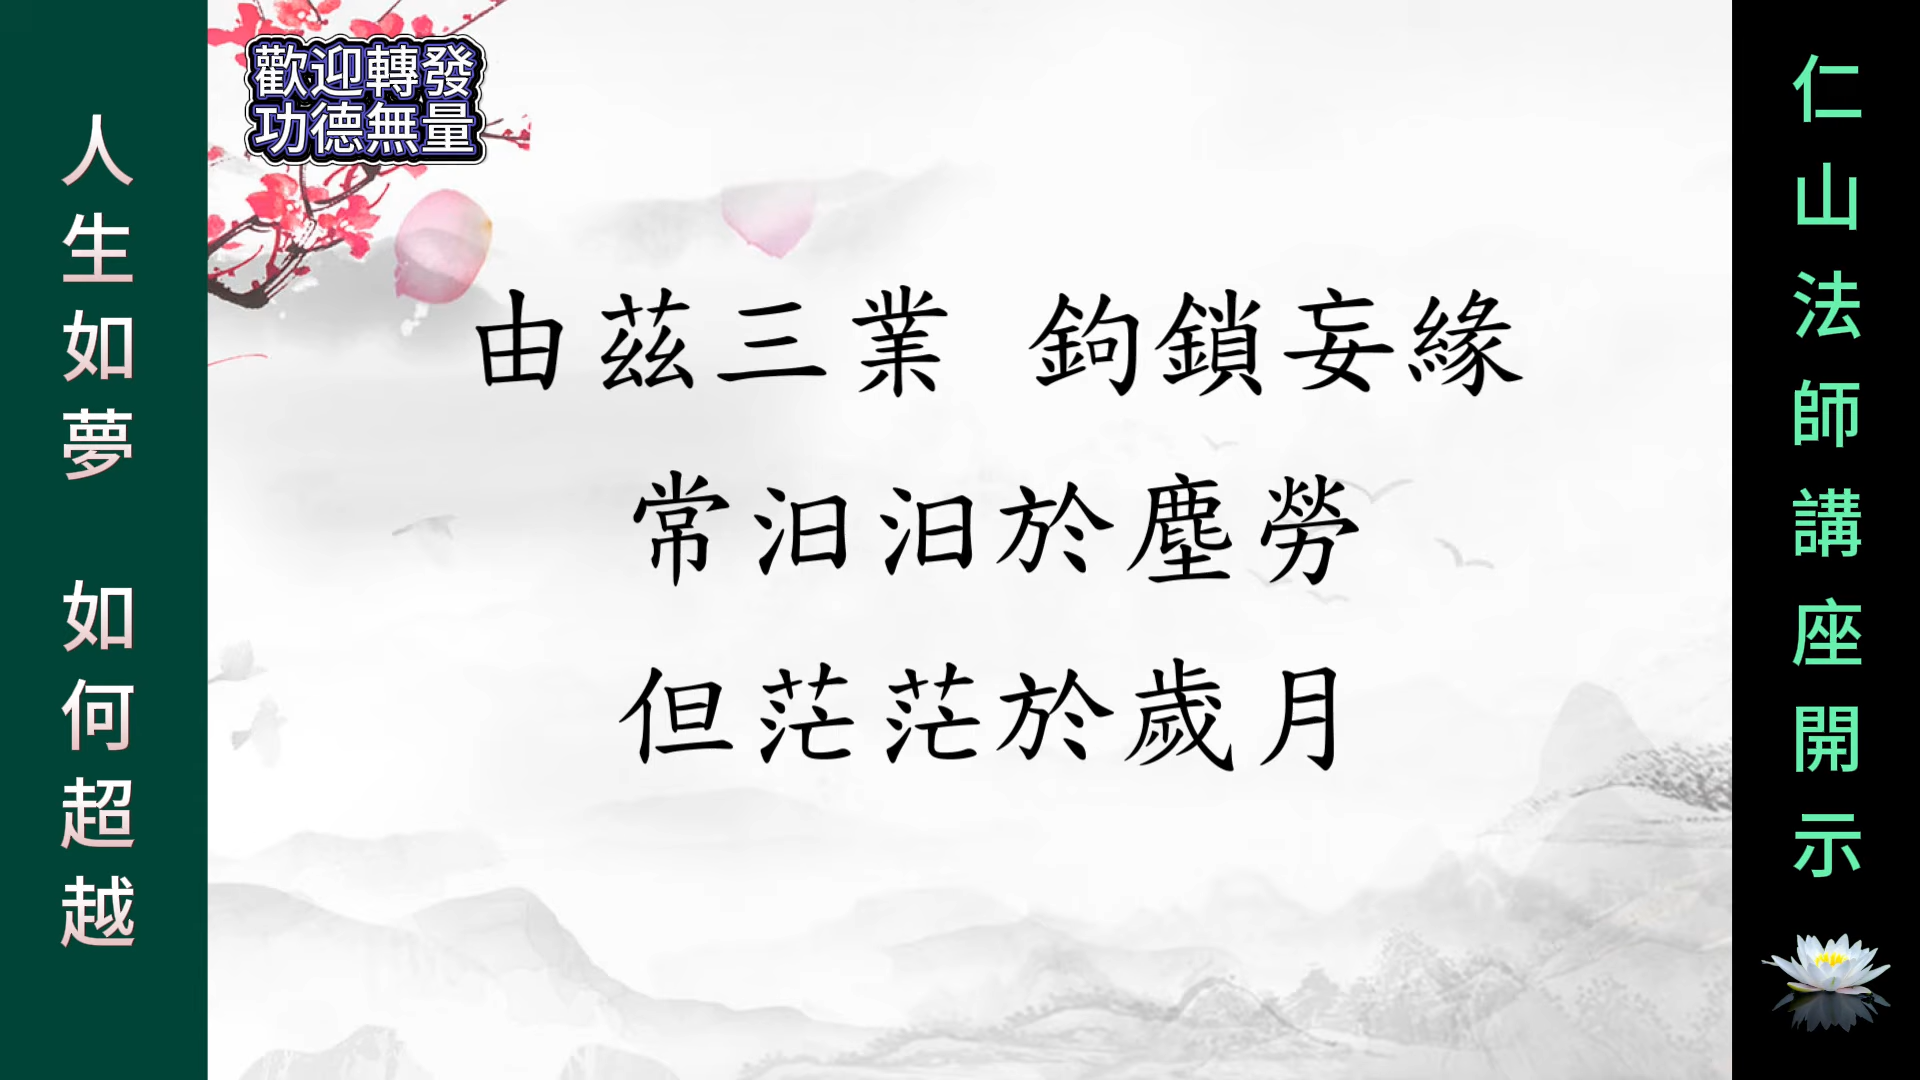 歡迎轉發
功德無量
人生如夢 如何超越
由茲三業 鉤鎖妄緣
常汩汩於塵勞
但茫茫於歲月
仁山法師講座開示